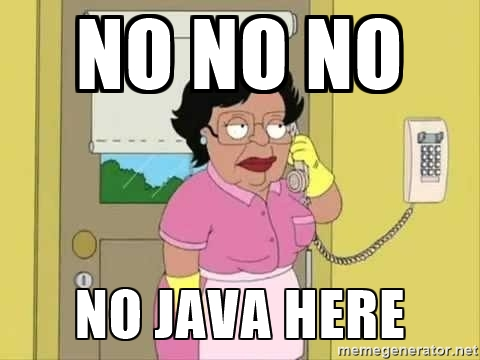 NO NO NO
NO JAVA HERE
memegenerator.net